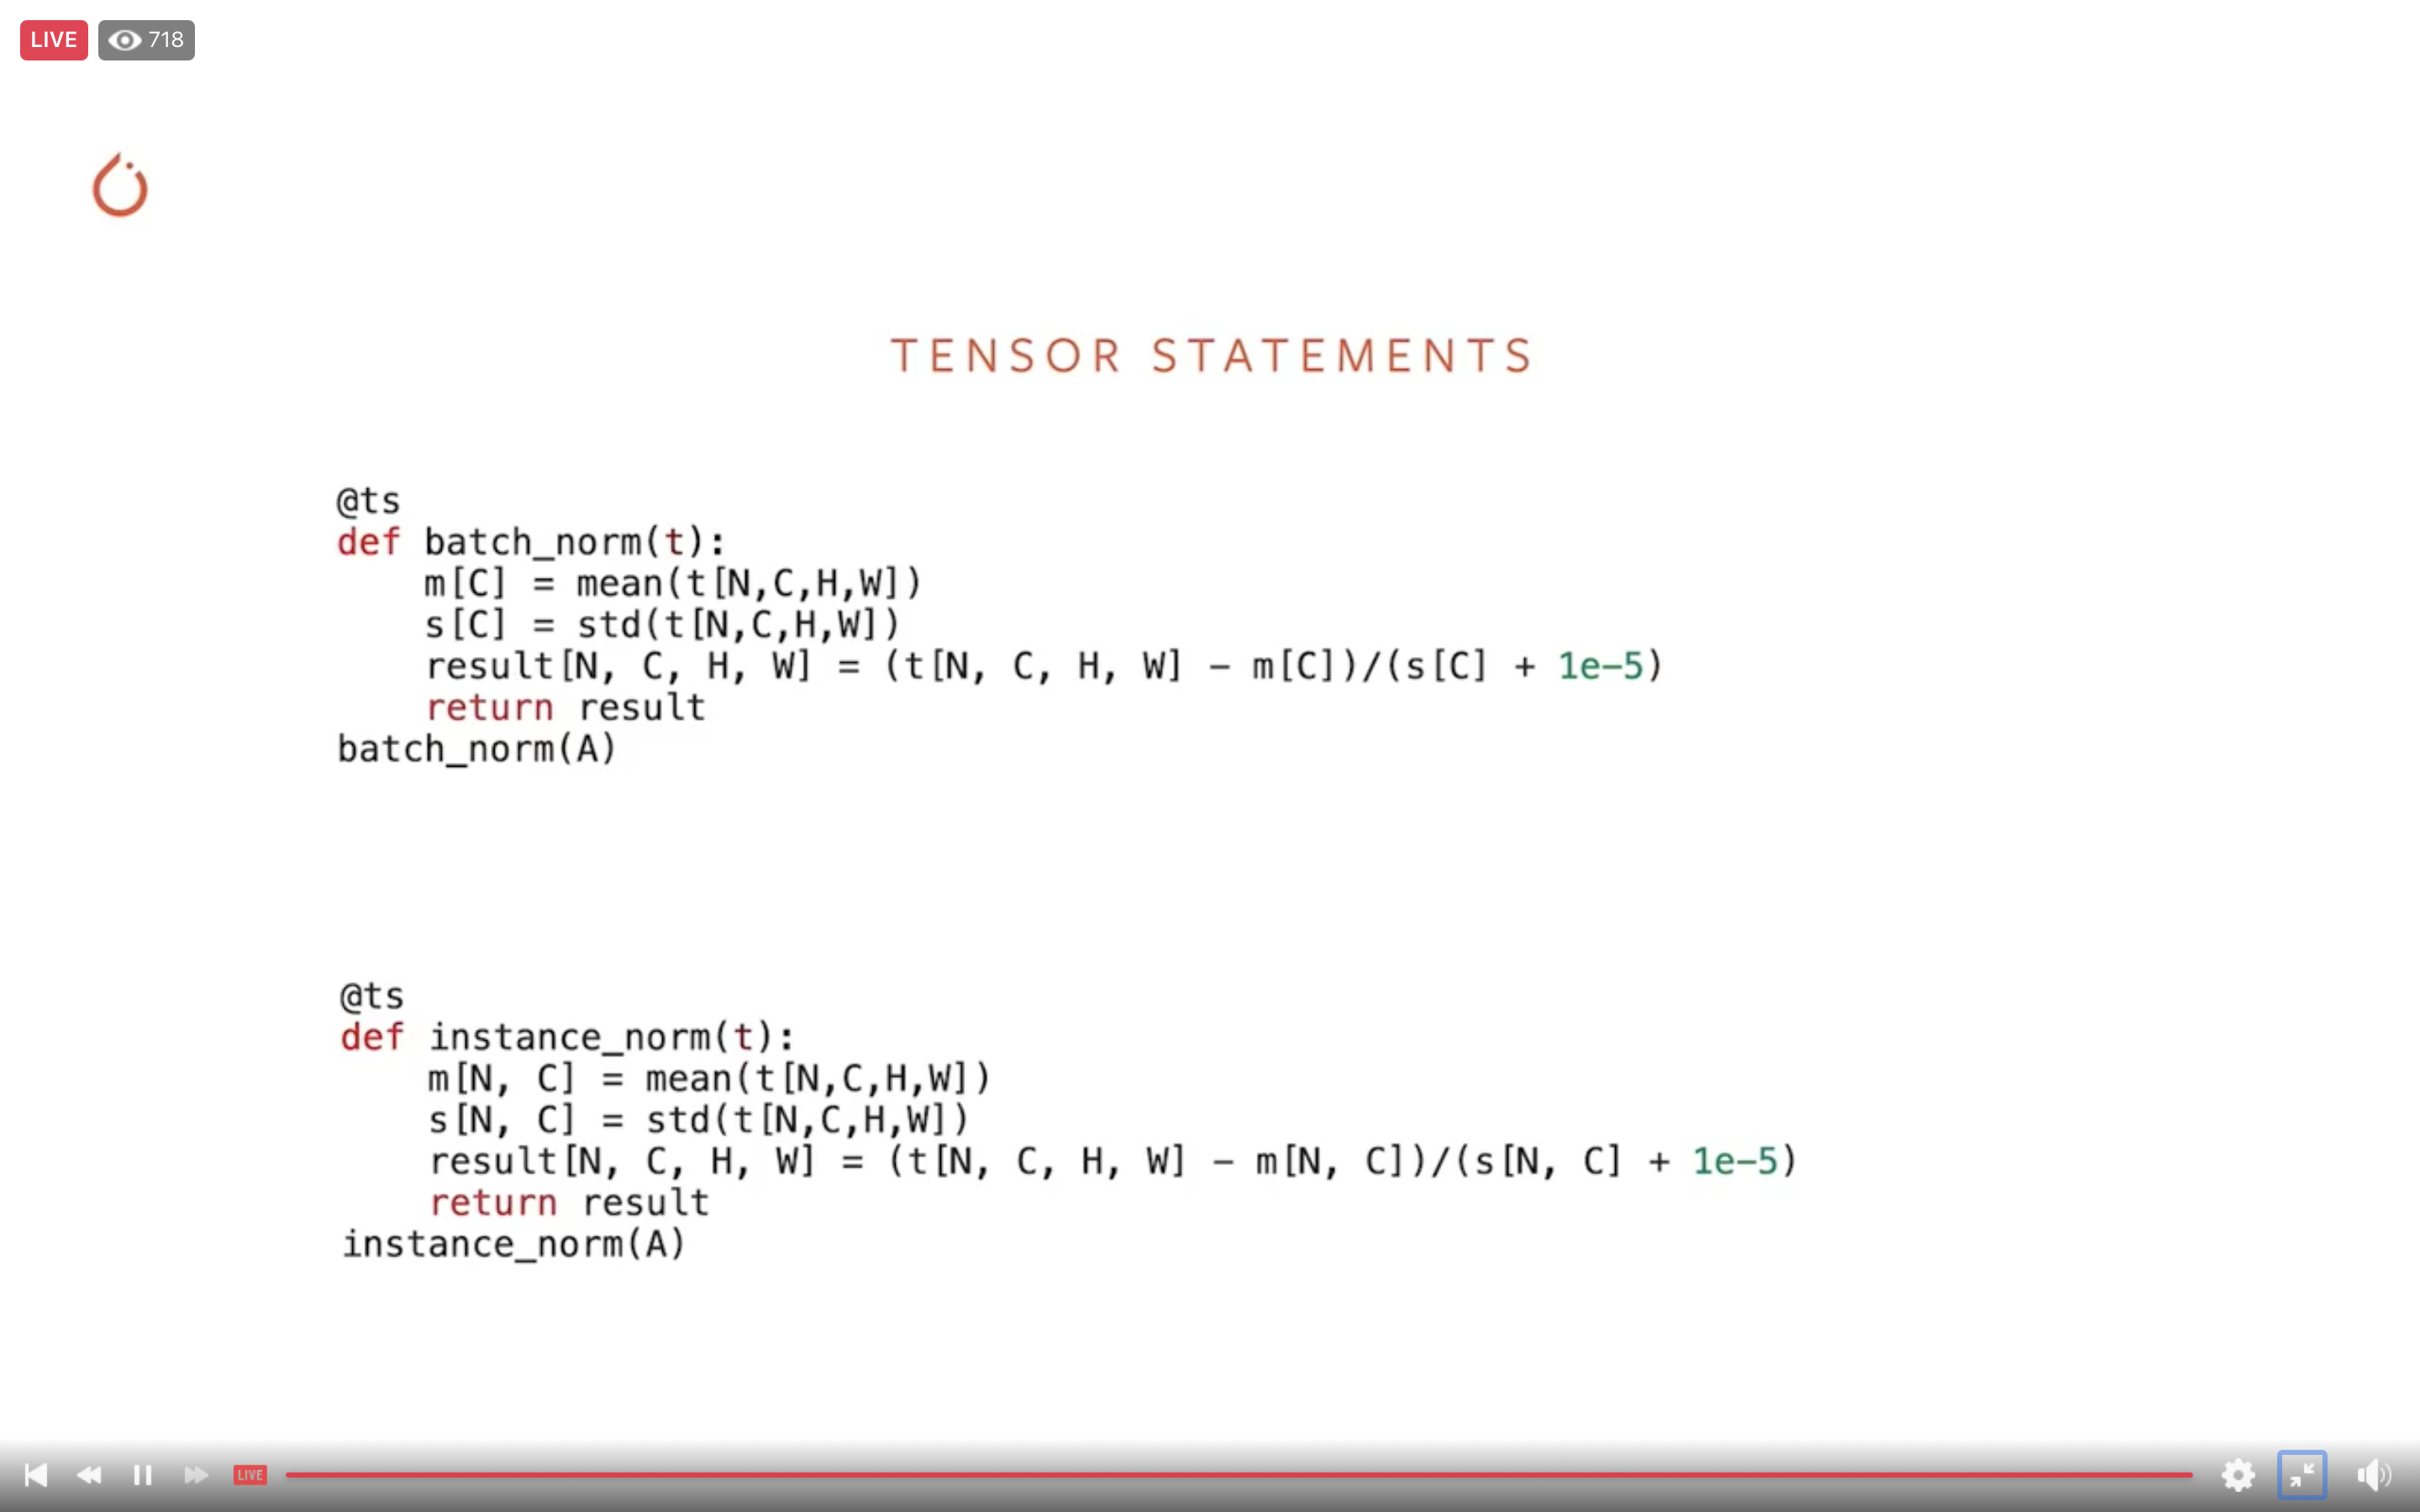 LIVE 718
TENSOR STATEMENTS
@ts
def batch_norm(t):
    m[C] = mean(t[N,C,H,W])
    s[C] = std(t[N,C,H,W])
    result[N, C, H, W] = (t[N, C, H, W] – m[C])/(s[C] + 1e–5)
    return result
batch_norm(A)
@ts
def instance_norm(t):
    m[N, C] = mean(t[N,C,H,W])
    s[N, C] = std(t[N,C,H,W])
    result[N, C, H, W] = (t[N, C, H, W] – m[N, C])/(s[N, C] + 1e–5)
    return result
instance_norm(A)
LIVE